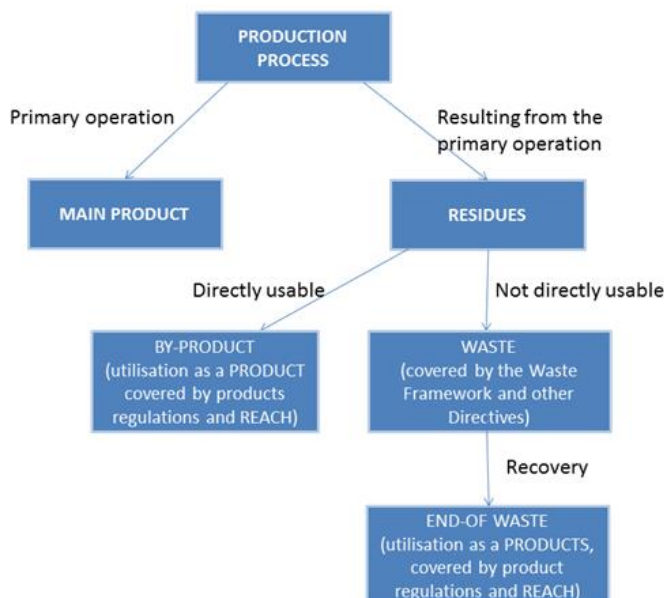 PRODUCTION
PROCESS
Primary operation
Resulting from the
primary operation
MAIN PRODUCT
RESIDUES
Directly usable
Not directly usable
BY-PRODUCT
(utilisation as a PRODUCT
covered by products
regulations and REACH)
WASTE
(covered by the Waste
Framework and other
Directives)
Recovery
END-OF WASTE
(utilisation as a PRODUCTS,
covered by product
regulations and REACH)